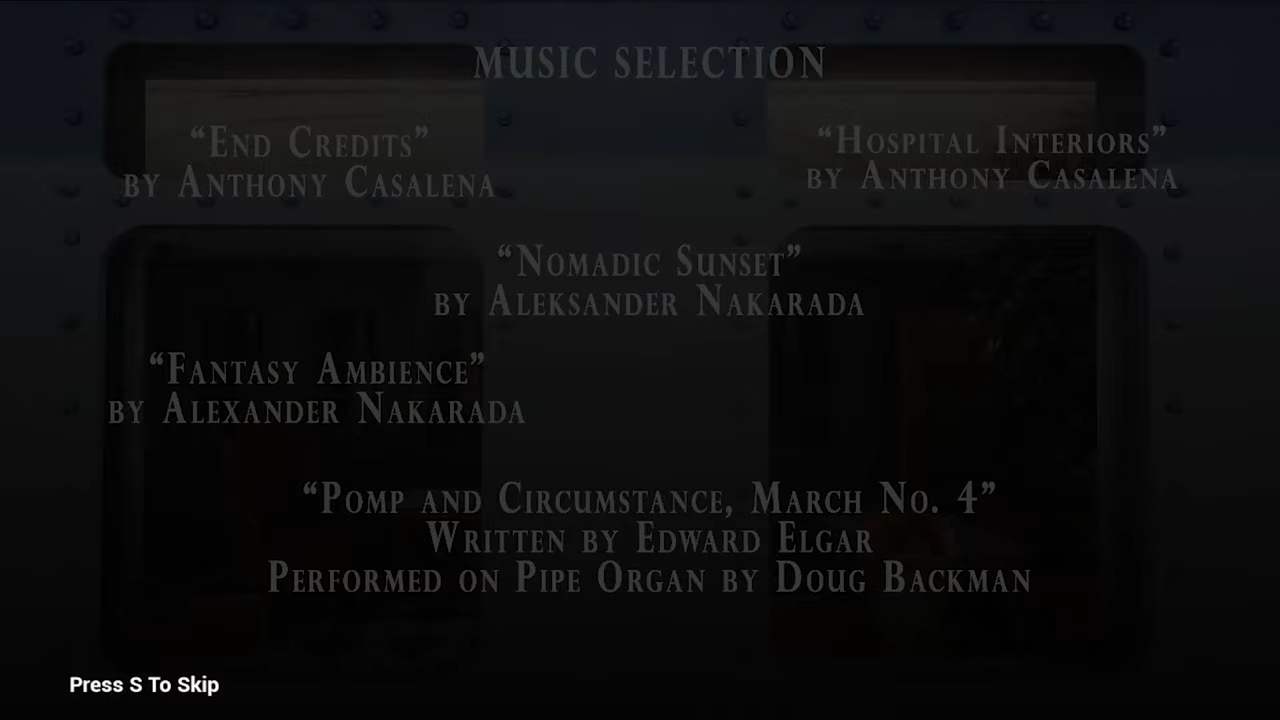 MUSIC SELECTION
“End Credits”
by Anthony Casalena
“Hospital Interiors”
by Anthony Casalena
“Nomadic Sunset”
by Aleksander Nakarada
“Fantasy Ambience”
by Alexander Nakarada
“Pomp and Circumstance, March No. 4”
Written by Edward Elgar
Performed on Pipe Organ by Doug Backman
Press S To Skip